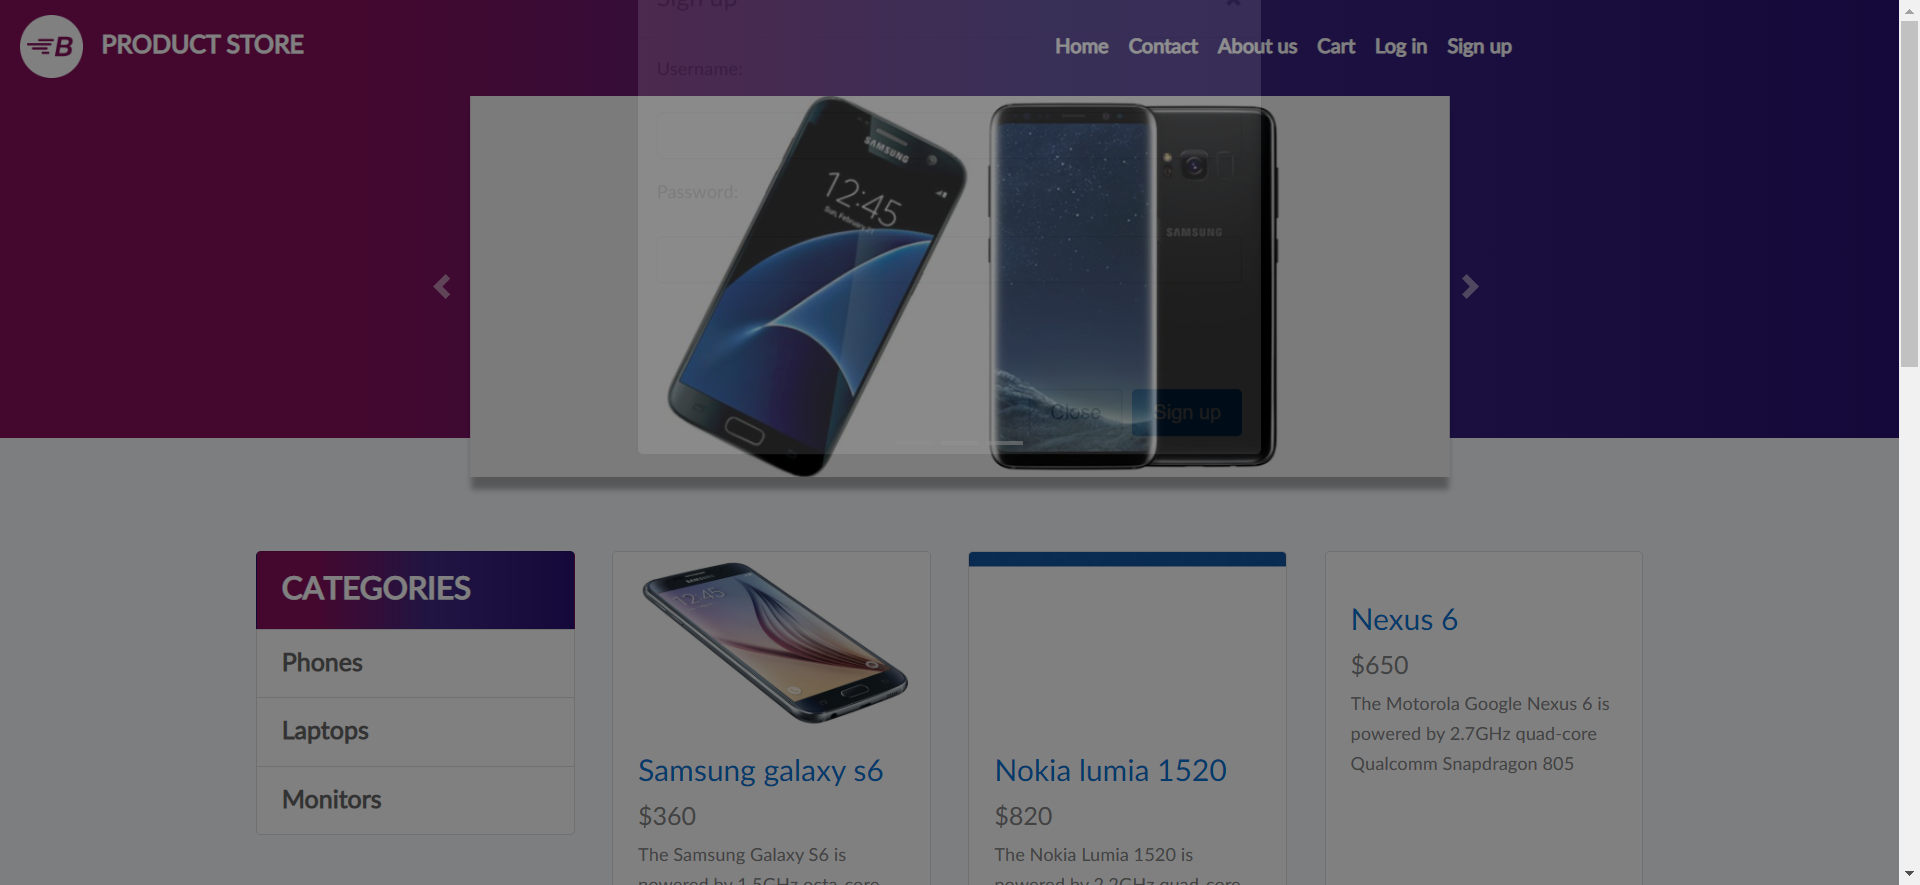 Sign up
B PRODUCT STORE
Home Contact About us Cart Log in Sign up
Username:
SAMSUNG
12:45
Password:
SAMSUNG
Close Sign up
CATEGORIES
Phones
Laptops
Monitors
12:45
Samsung galaxy s6
$360
The Samsung Galaxy S6 is
powered by 1.5GHz octa-core
Nokia lumia 1520
$820
The Nokia Lumia 1520 is
powered by 2.2GHz quad-core
Nexus 6
$650
The Motorola Google Nexus 6 is
powered by 2.7GHz quad-core
Qualcomm Snapdragon 805